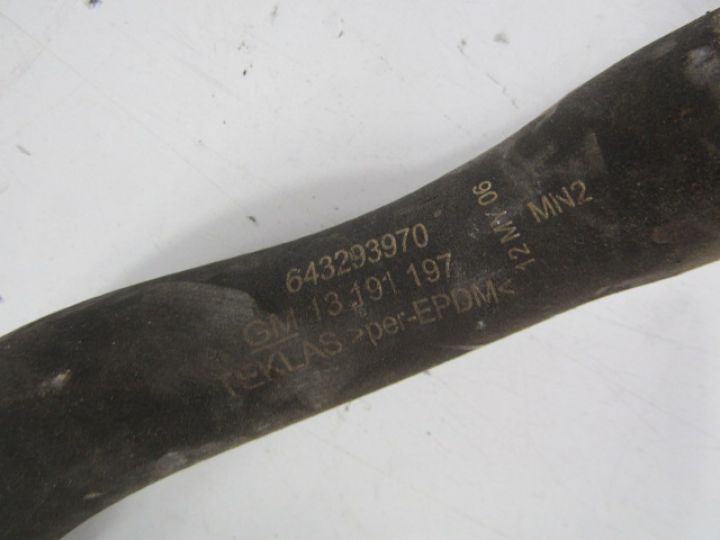 643293970
GM 13 191 197
TEKLAS >per-EPDM<
12 MY 06
MN2